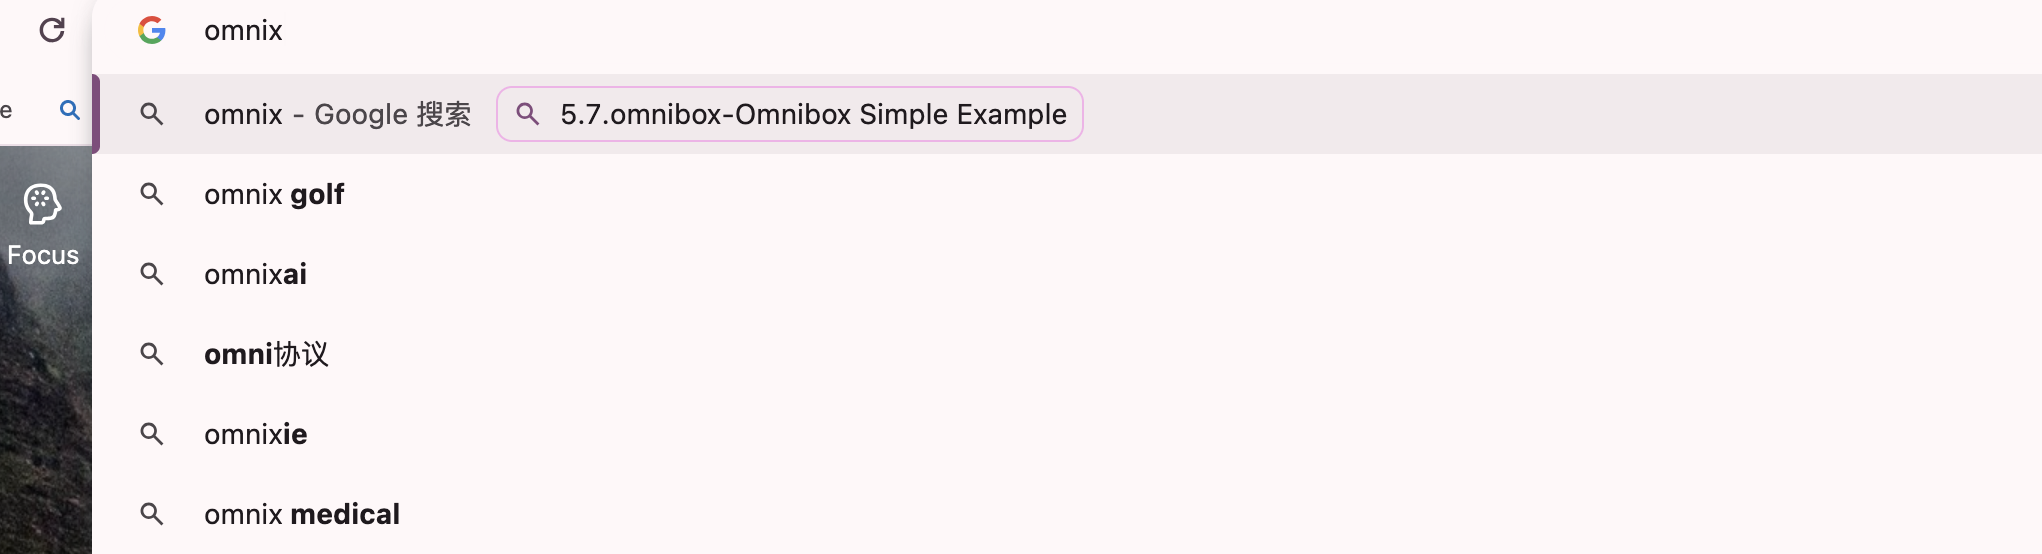 omnix
e
omnix - Google 搜索 5.7.omnibox-Omnibox Simple Example
omnix golf
Focus
omnixai
omni协议
omnixie
omnix medical